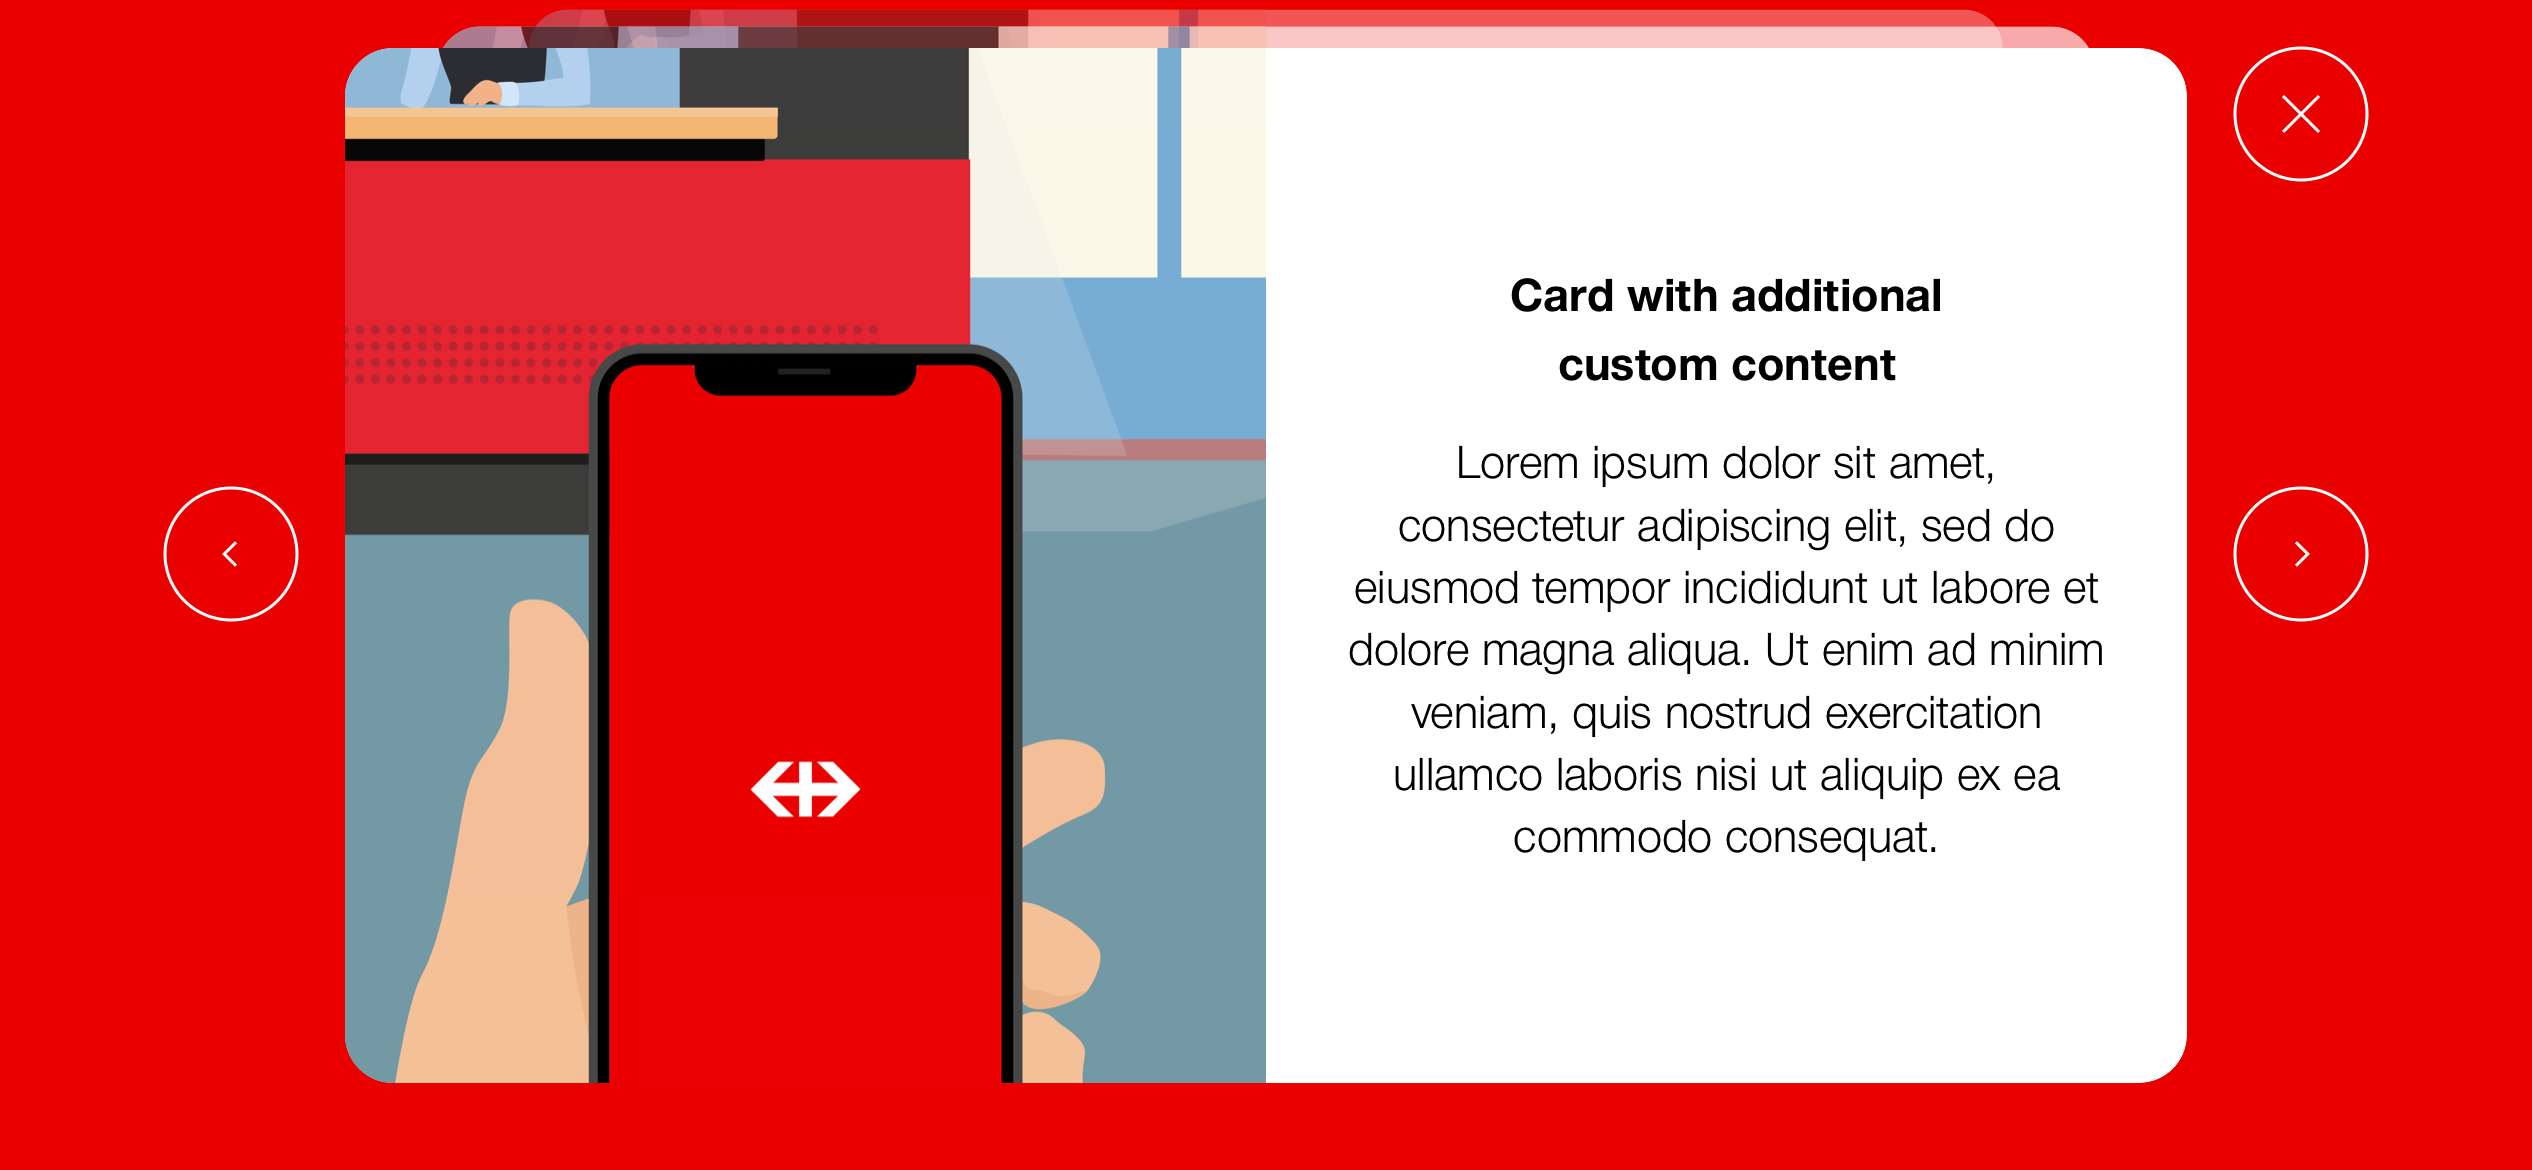 Card with additional
custom content
Lorem ipsum dolor sit amet,
consectetur adipiscing elit, sed do
eiusmod tempor incididunt ut labore et
dolore magna aliqua. Ut enim ad minim
veniam, quis nostrud exercitation
ullamco laboris nisi ut aliquip ex ea
commodo consequat.